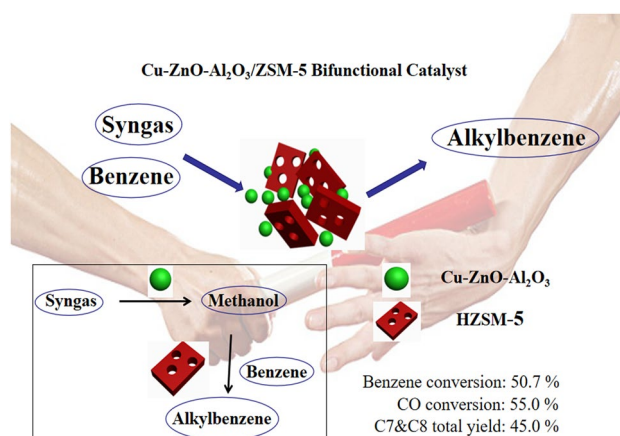 Cu-ZnO-Al₂O₃/ZSM-5 Bifunctional Catalyst
Syngas
Benzene
Alkylbenzene
Syngas
Methanol
Benzene
Alkylbenzene
Cu-ZnO-Al₂O₃
HZSM-5
Benzene conversion: 50.7 %
CO conversion: 55.0 %
C7&C8 total yield: 45.0 %